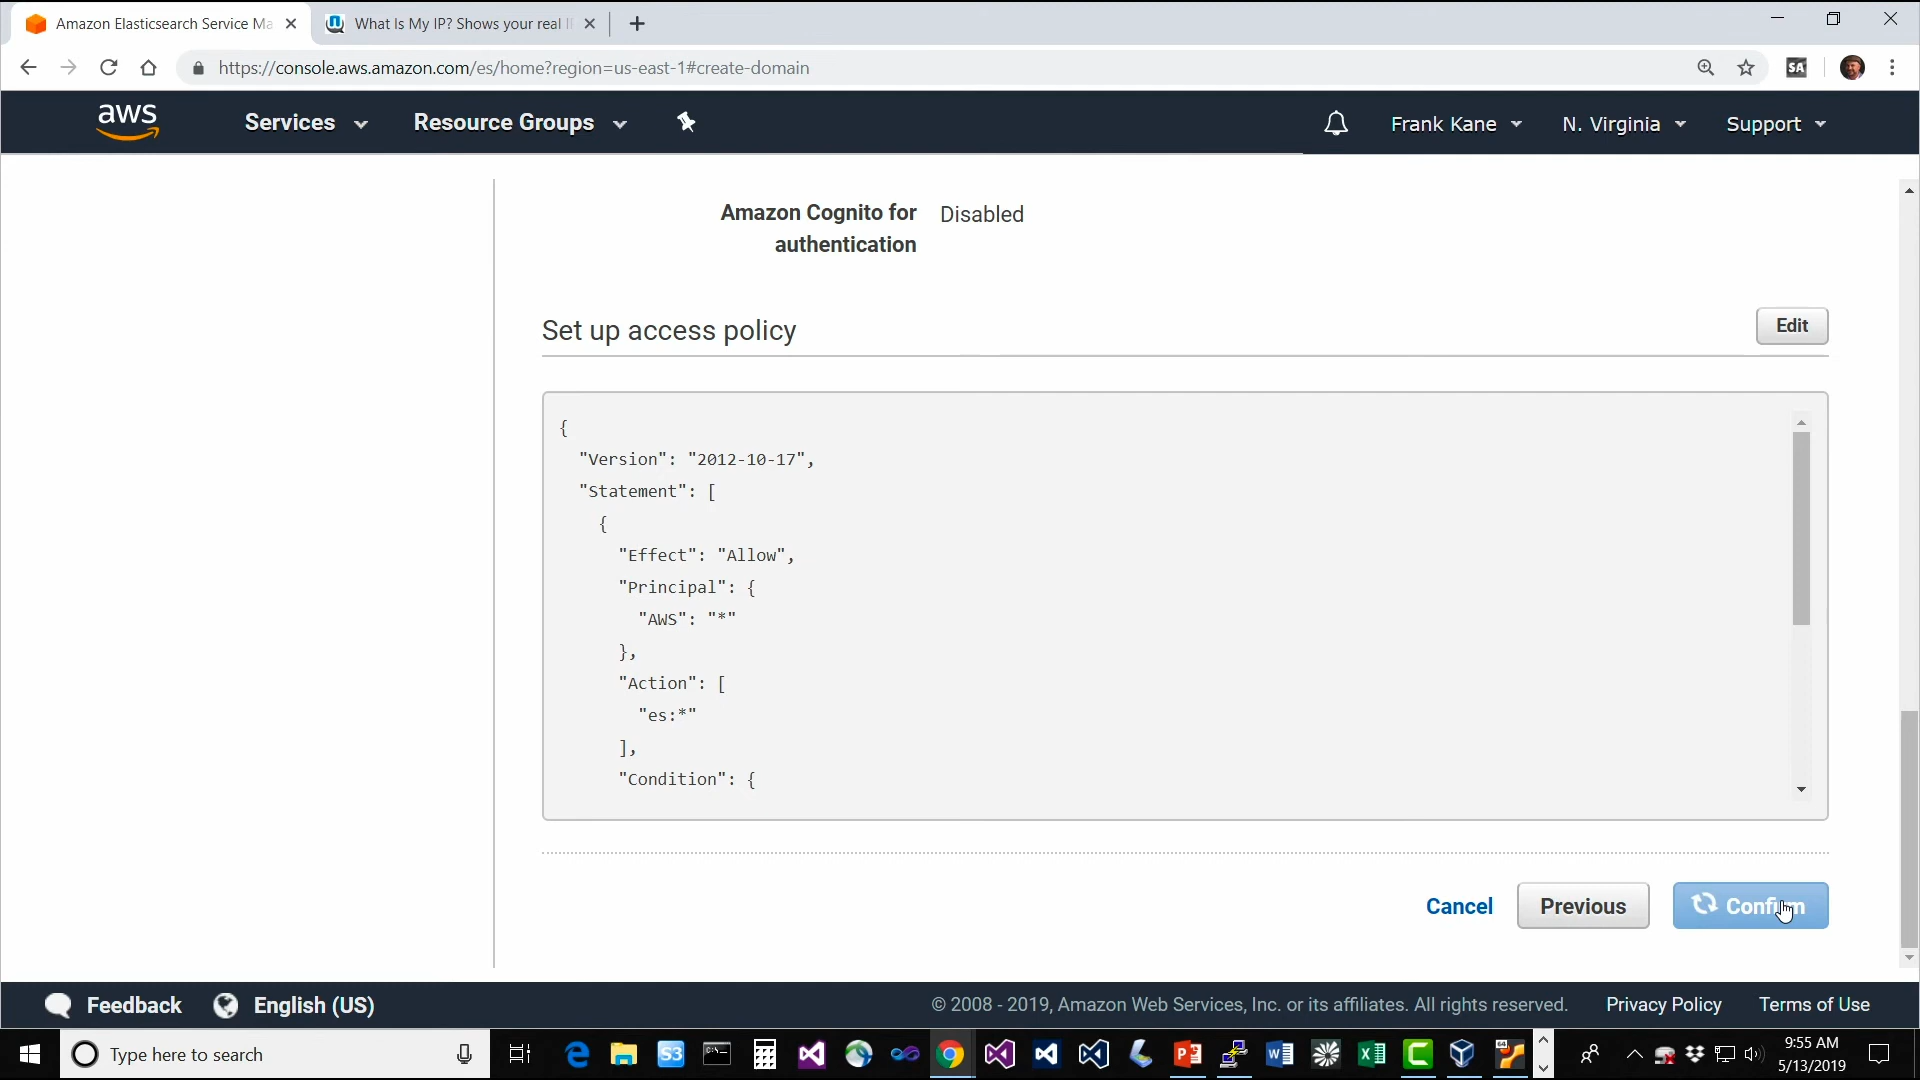 Amazon Elasticsearch Service Ma
What Is My IP? Shows your real I
https://console.aws.amazon.com/es/home?region=us-east-1#create-domain
SA
aws
Services
Resource Groups
Frank Kane
N. Virginia
Support
Amazon Cognito for
authentication
Disabled
Set up access policy
Edit
{
"Version": "2012-10-17",
"Statement": [
{
"Effect": "Allow",
"Principal": {
"AWS": "*"
},
"Action": [
"es:*"
],
"Condition": {
Cancel
Previous
Confirm
Feedback
English (US)
© 2008 - 2019, Amazon Web Services, Inc. or its affiliates. All rights reserved.
Privacy Policy
Terms of Use
Type here to search
S3
9:55 AM
5/13/2019